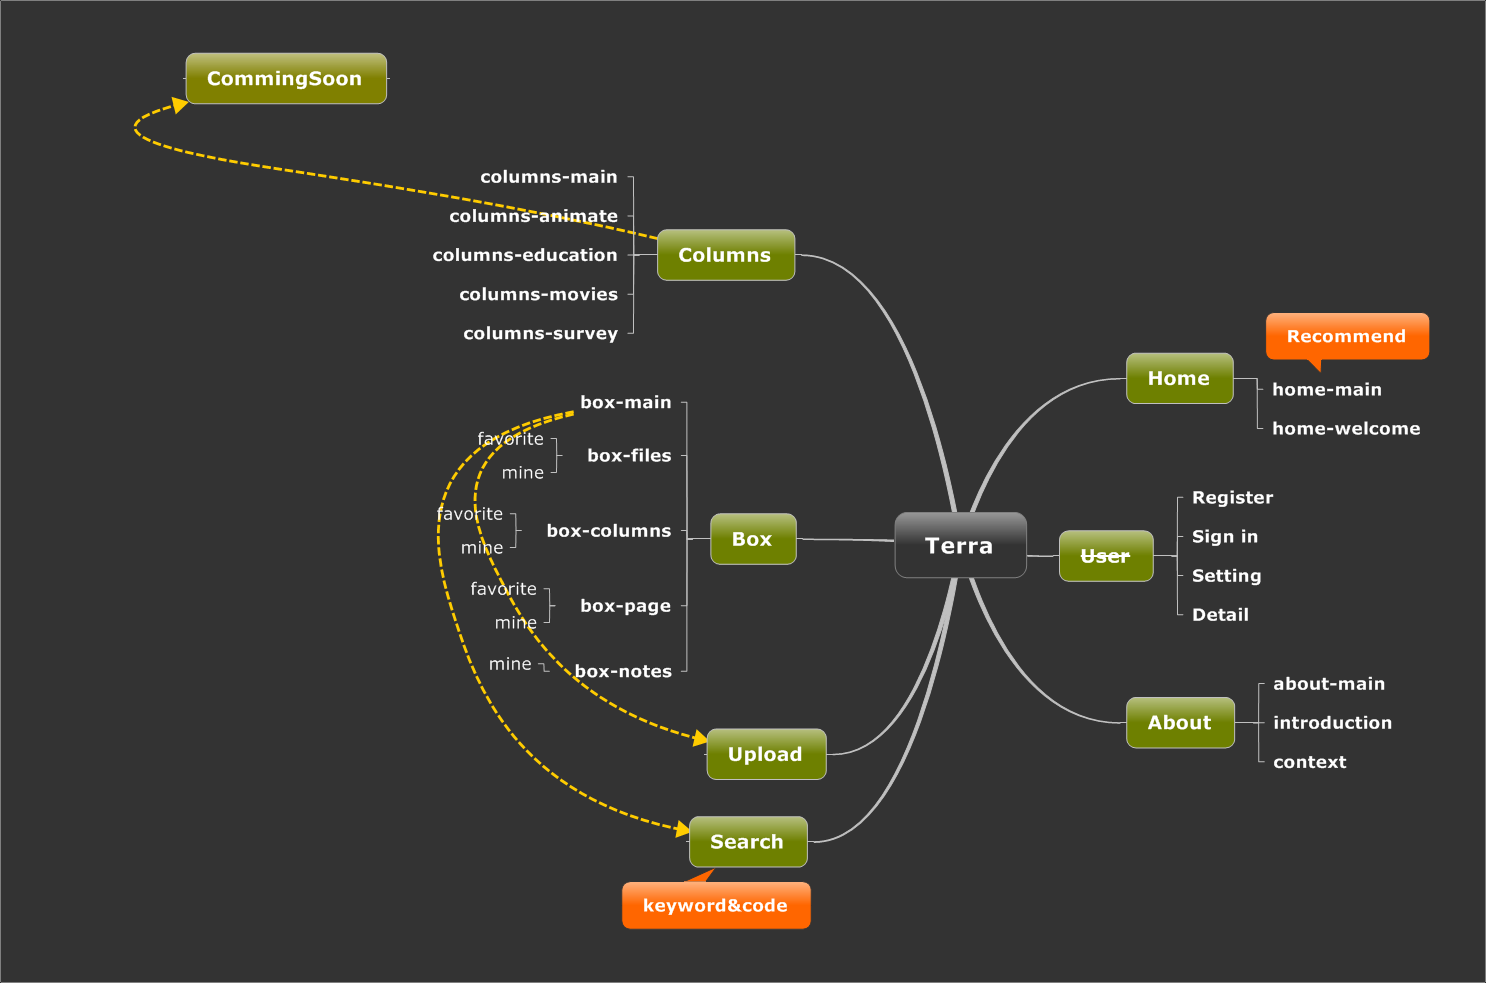 CommingSoon
columns-main
columns-animate
columns-education
columns-movies
columns-survey
Columns
box-main
favorite
mine
box-files
favorite
mine
box-columns
favorite
mine
box-page
mine
box-notes
Box
Upload
Search
keyword&code
Terra
Recommend
Home
home-main
home-welcome
User
Register
Sign in
Setting
Detail
About
about-main
introduction
context